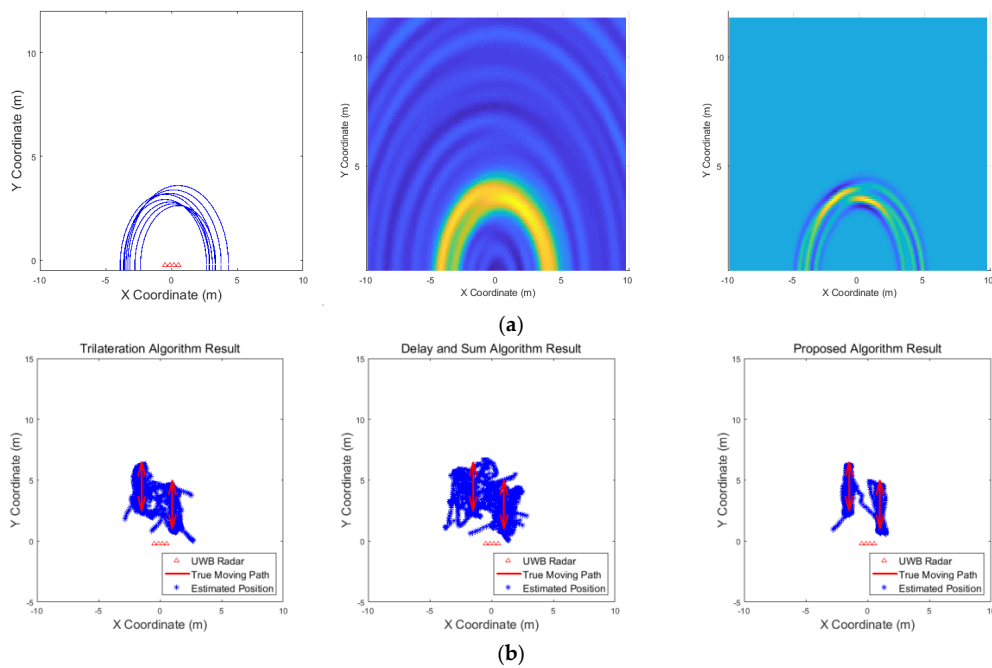 10
5
0
Y Coordinate (m)
-10 -5 0 5 10
X Coordinate (m)
10
5
Y Coordinate (m)
-10 -5 0 5 10
X Coordinate (m)
10
5
Y Coordinate (m)
-10 -5 0 5 10
X Coordinate (m)
(a)
Trilateration Algorithm Result
15
10
5
0
-5
Y Coordinate (m)
UWB Radar
True Moving Path
Estimated Position
-10 -5 0 5 10
X Coordinate (m)
Delay and Sum Algorithm Result
15
10
5
0
-5
Y Coordinate (m)
UWB Radar
True Moving Path
Estimated Position
-10 -5 0 5 10
X Coordinate (m)
Proposed Algorithm Result
15
10
5
0
-5
Y Coordinate (m)
UWB Radar
True Moving Path
Estimated Position
-10 -5 0 5 10
X Coordinate (m)
(b)